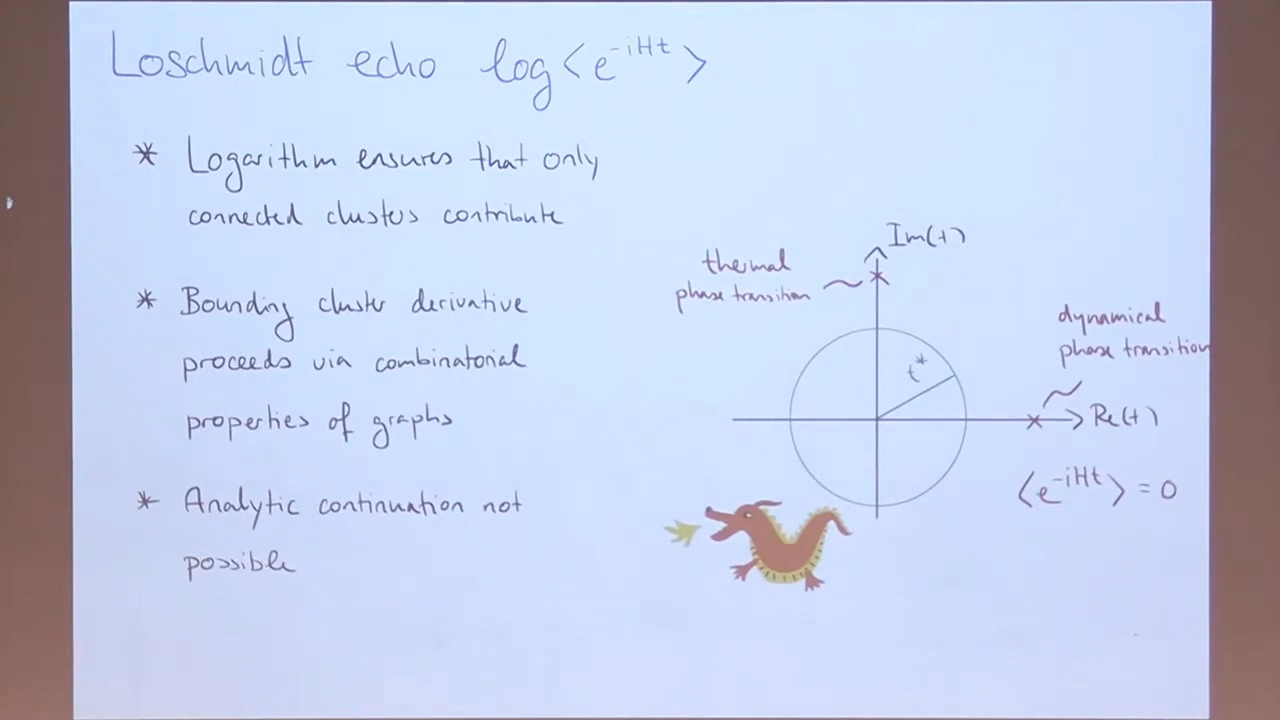 Loschmidt echo log<e^{-iHt}>
* Logarithm ensures that only
connected clusters contribute
* Bounding cluster derivative
proceeds via combinatorial
properties of graphs
* Analytic continuation not
possible
Im(t)
thermal
phase transition
dynamical
phase transition
t*
Re(t)
<e^{-iHt}> = 0